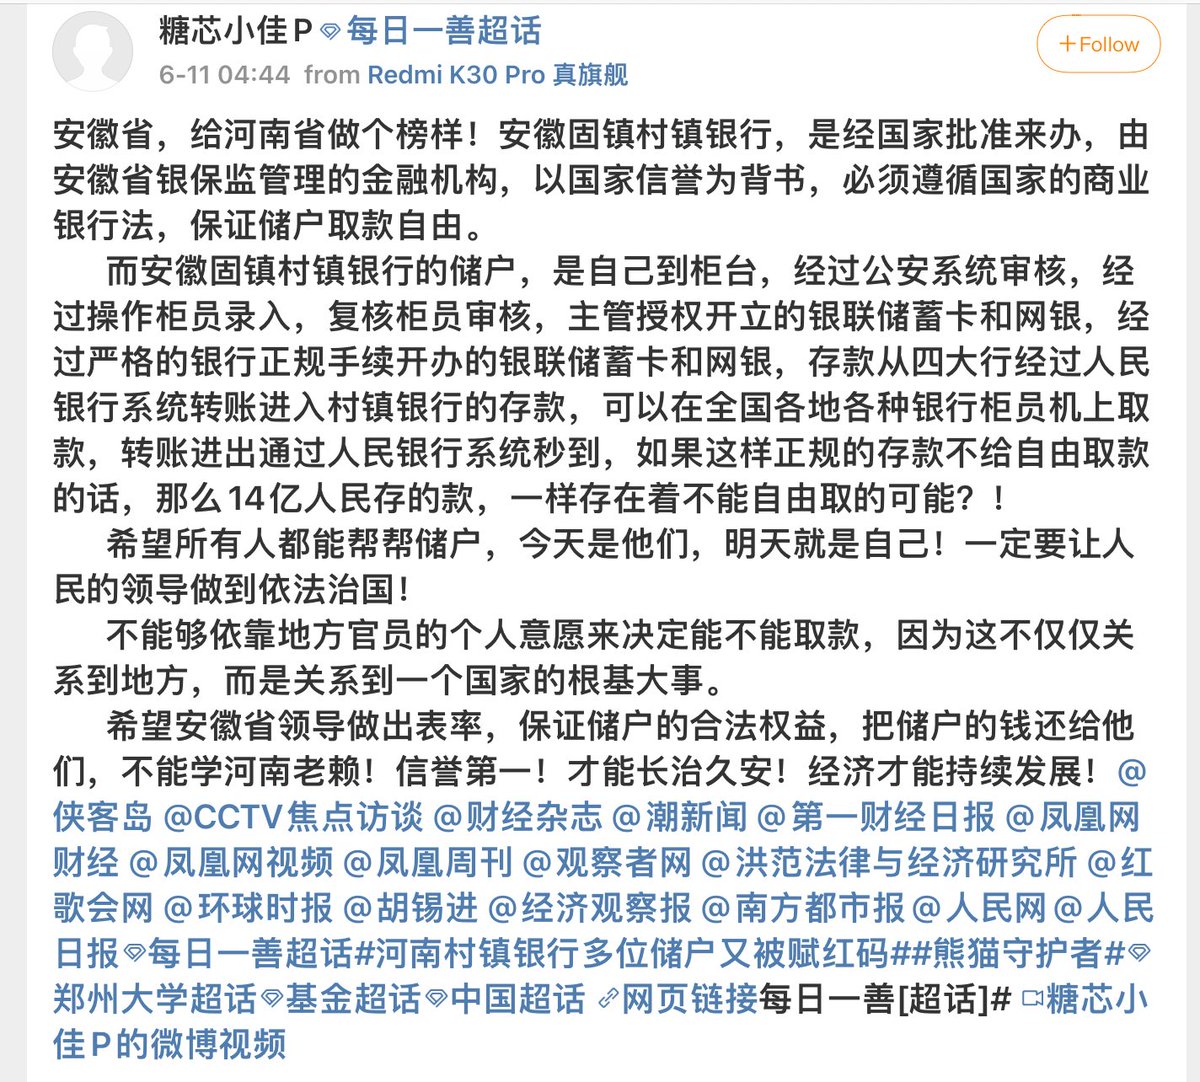 糖芯小佳P 每日一善超话
+Follow
6-11 04:44 from Redmi K30 Pro 真旗舰
安徽省，给河南省做个榜样！安徽固镇村镇银行，是经国家批准来办，由
安徽省银保监管理的金融机构，以国家信誉为背书，必须遵循国家的商业
银行法，保证储户取款自由。
而安徽固镇村镇银行的储户，是自己到柜台，经过公安系统审核，经
过操作柜员录入，复核柜员审核，主管授权开立的银联储蓄卡和网银，经
过严格的银行正规手续开办的银联储蓄卡和网银，存款从四大行经过人民
银行系统转账进入村镇银行的存款，可以在全国各地各种银行柜员机上取
款，转账进出通过人民银行系统秒到，如果这样正规的存款不给自由取款
的话，那么14亿人民存的款，一样存在着不能自由取的可能？！
希望所有人都能帮帮储户，今天是他们，明天就是自己！一定要让人
民的领导做到依法治国！
不能够依靠地方官员的个人意愿来决定能不能取款，因为这不仅仅关
系到地方，而是关系到一个国家的根基大事。
希望安徽省领导做出表率，保证储户的合法权益，把储户的钱还给他
们，不能学河南老赖！信誉第一！才能长治久安！经济才能持续发展！@
侠客岛 @CCTV焦点访谈 @财经杂志 @潮新闻 @第一财经日报 @凤凰网
财经 @凤凰网视频 @凤凰周刊 @观察者网 @洪范法律与经济研究所 @红
歌会网 @环球时报 @胡锡进 @经济观察报 @南方都市报 @人民网 @人民
日报 每日一善超话#河南村镇银行多位储户又被赋红码##熊猫守护者#
郑州大学超话 基金超话 中国超话 网页链接每日一善[超话]# 糖芯小
佳P的微博视频